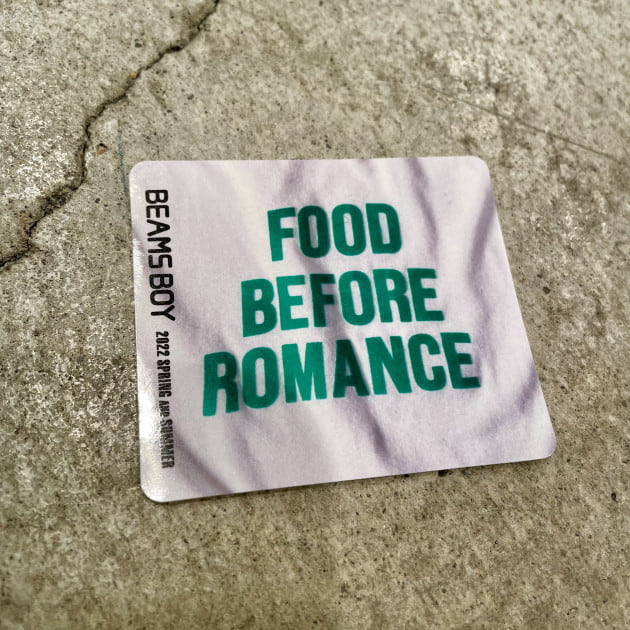 FOOD
BEFORE
ROMANCE
BEAMS BOY
2022 SPRING AND SUMMER